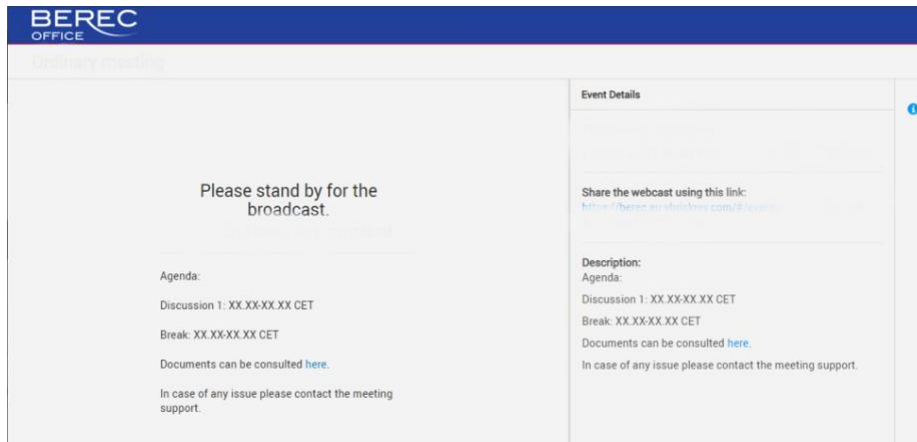 BEREC
OFFICE
Ordinary meeting
Please stand by for the
broadcast.
Agenda:
Discussion 1: XX.XX-XX.XX CET
Break: XX.XX-XX.XX CET
Documents can be consulted here.
In case of any issue please contact the meeting
support.
Event Details
Share the webcast using this link:
Description:
Agenda:
Discussion 1: XX.XX-XX.XX CET
Break: XX.XX-XX.XX CET
Documents can be consulted here.
In case of any issue please contact the meeting support.